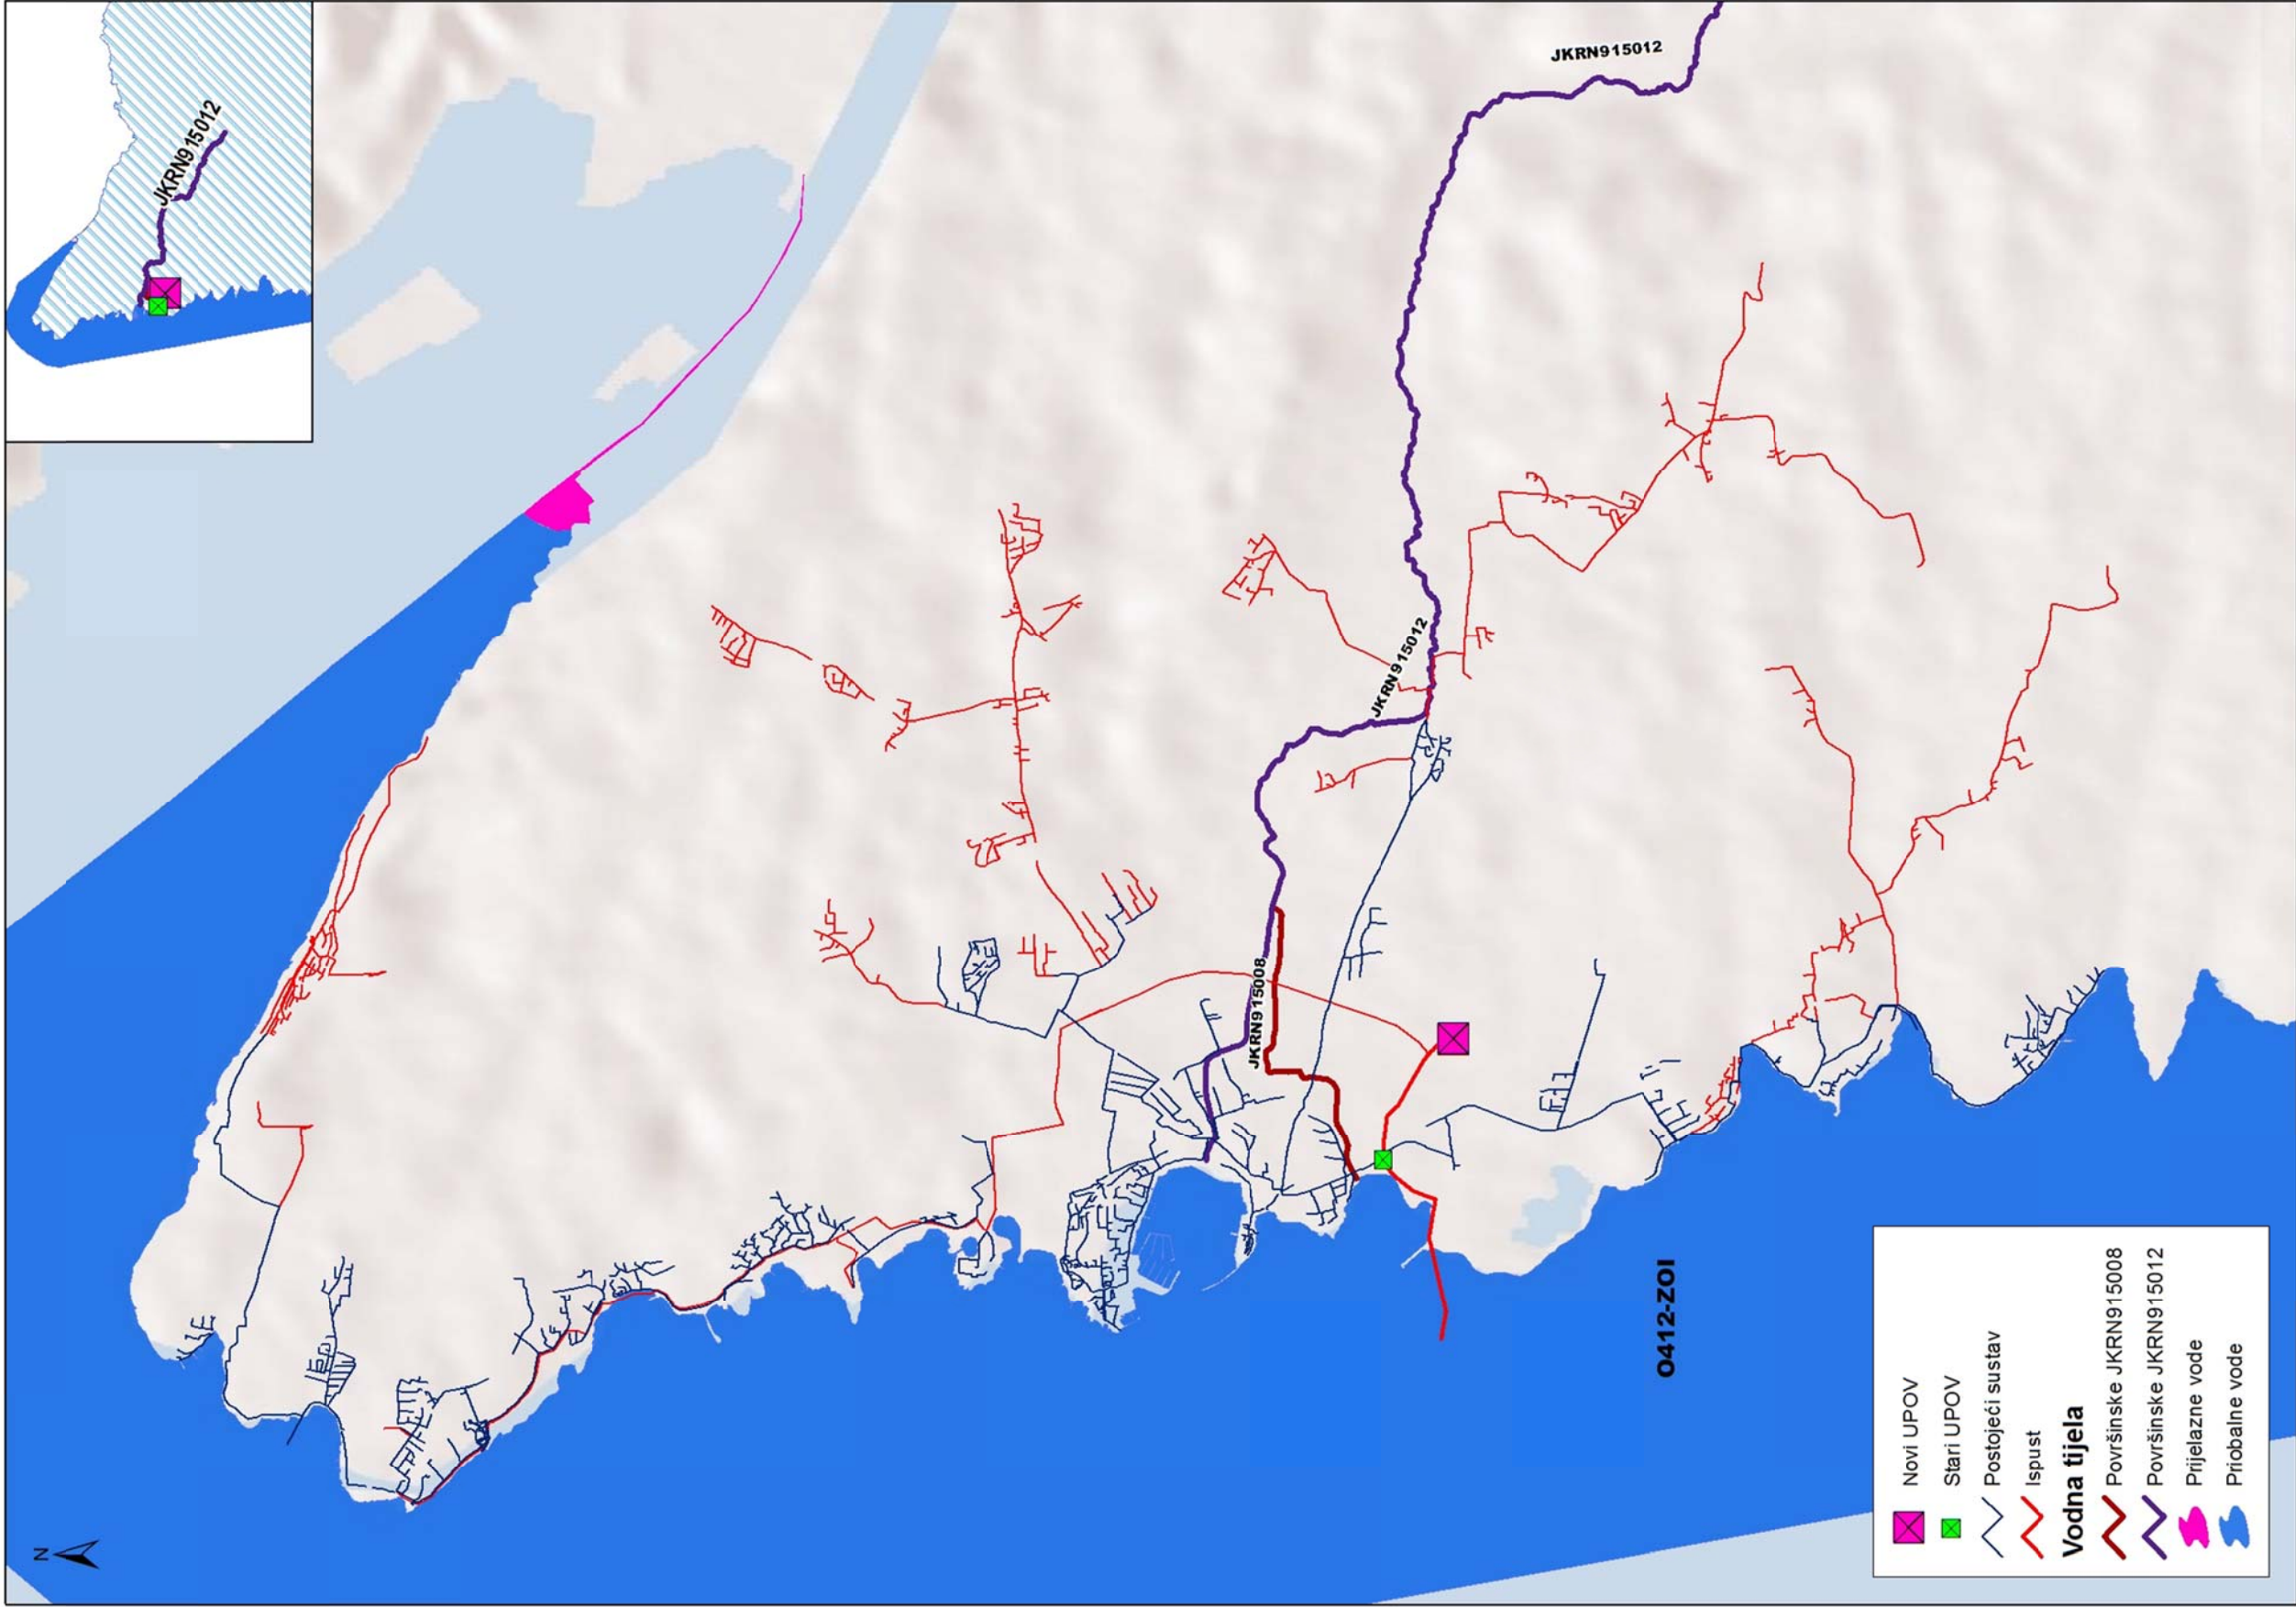 JKRN915012
JKRN915012
JKRN915012
JKRN915008
O412-ZOI
N
Novi UPOV
Stari UPOV
Postojeći sustav
Ispust
Vodna tijela
Površinske JKRN915008
Površinske JKRN915012
Prijelazne vode
Priobalne vode